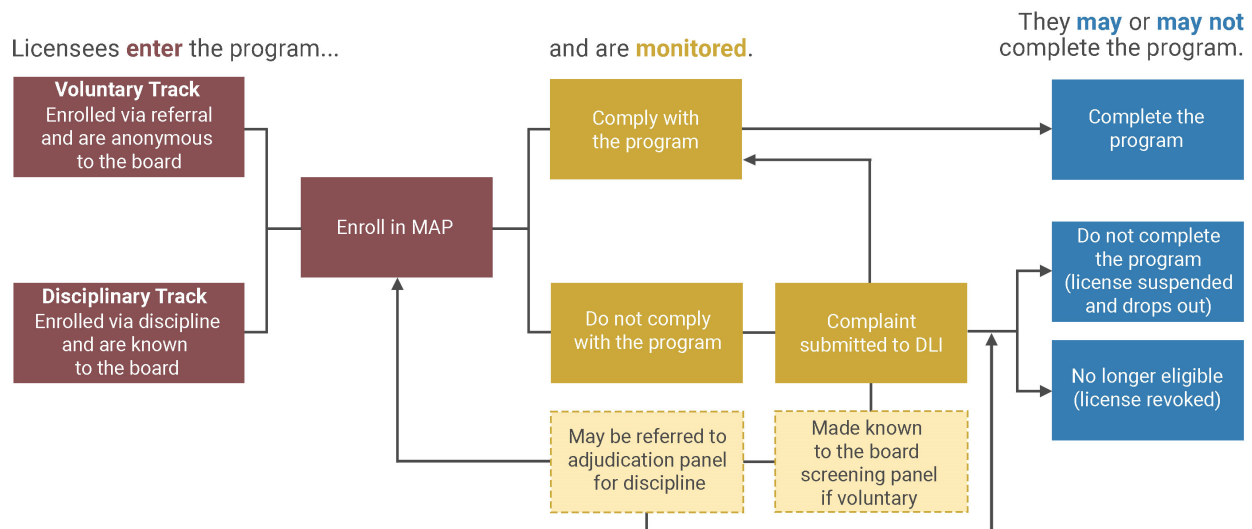 Licensees enter the program...
and are monitored.
They may or may not
complete the program.
Voluntary Track
Enrolled via referral
and are anonymous
to the board
Disciplinary Track
Enrolled via discipline
and are known
to the board
Enroll in MAP
Comply with
the program
Do not comply
with the program
Complaint
submitted to DLI
May be referred to
adjudication panel
for discipline
Made known
to the board
screening panel
if voluntary
Complete the
program
Do not complete
the program
(license suspended
and drops out)
No longer eligible
(license revoked)